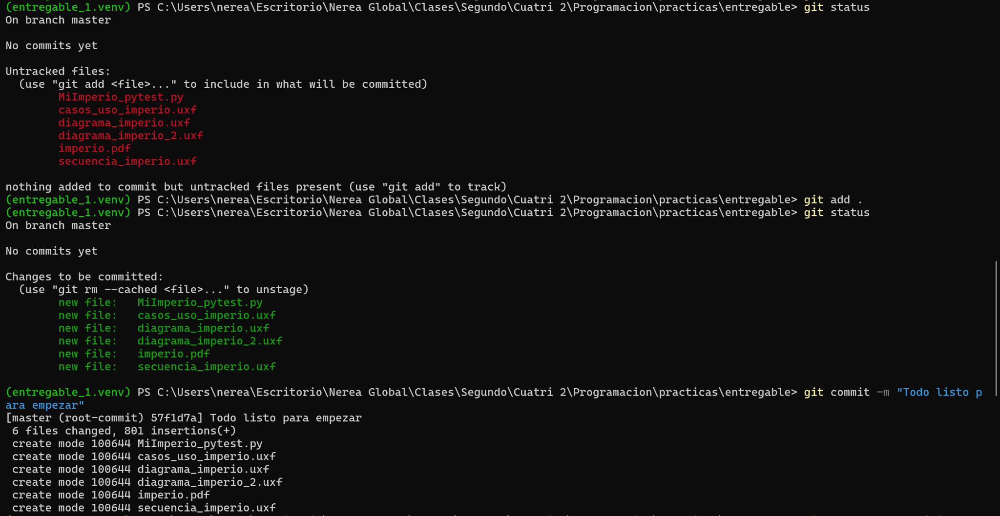 (entregable_1.venv) PS C:\Users\nerea\Escritorio\Nerea Global\Clases\Segundo\Cuatri 2\Programacion\practicas\entregable> git status
On branch master
No commits yet
Untracked files:
  (use "git add <file>..." to include in what will be committed)
        MiImperio_pytest.py
        casos_uso_imperio.uxf
        diagrama_imperio.uxf
        diagrama_imperio_2.uxf
        imperio.pdf
        secuencia_imperio.uxf
nothing added to commit but untracked files present (use "git add" to track)
(entregable_1.venv) PS C:\Users\nerea\Escritorio\Nerea Global\Clases\Segundo\Cuatri 2\Programacion\practicas\entregable> git add .
(entregable_1.venv) PS C:\Users\nerea\Escritorio\Nerea Global\Clases\Segundo\Cuatri 2\Programacion\practicas\entregable> git status
On branch master
No commits yet
Changes to be committed:
  (use "git rm --cached <file>..." to unstage)
        new file:   MiImperio_pytest.py
        new file:   casos_uso_imperio.uxf
        new file:   diagrama_imperio.uxf
        new file:   diagrama_imperio_2.uxf
        new file:   imperio.pdf
        new file:   secuencia_imperio.uxf
(entregable_1.venv) PS C:\Users\nerea\Escritorio\Nerea Global\Clases\Segundo\Cuatri 2\Programacion\practicas\entregable> git commit -m "Todo listo p
ara empezar"
[master (root-commit) 57f1d7a] Todo listo para empezar
 6 files changed, 801 insertions(+)
 create mode 100644 MiImperio_pytest.py
 create mode 100644 casos_uso_imperio.uxf
 create mode 100644 diagrama_imperio.uxf
 create mode 100644 diagrama_imperio_2.uxf
 create mode 100644 imperio.pdf
 create mode 100644 secuencia_imperio.uxf